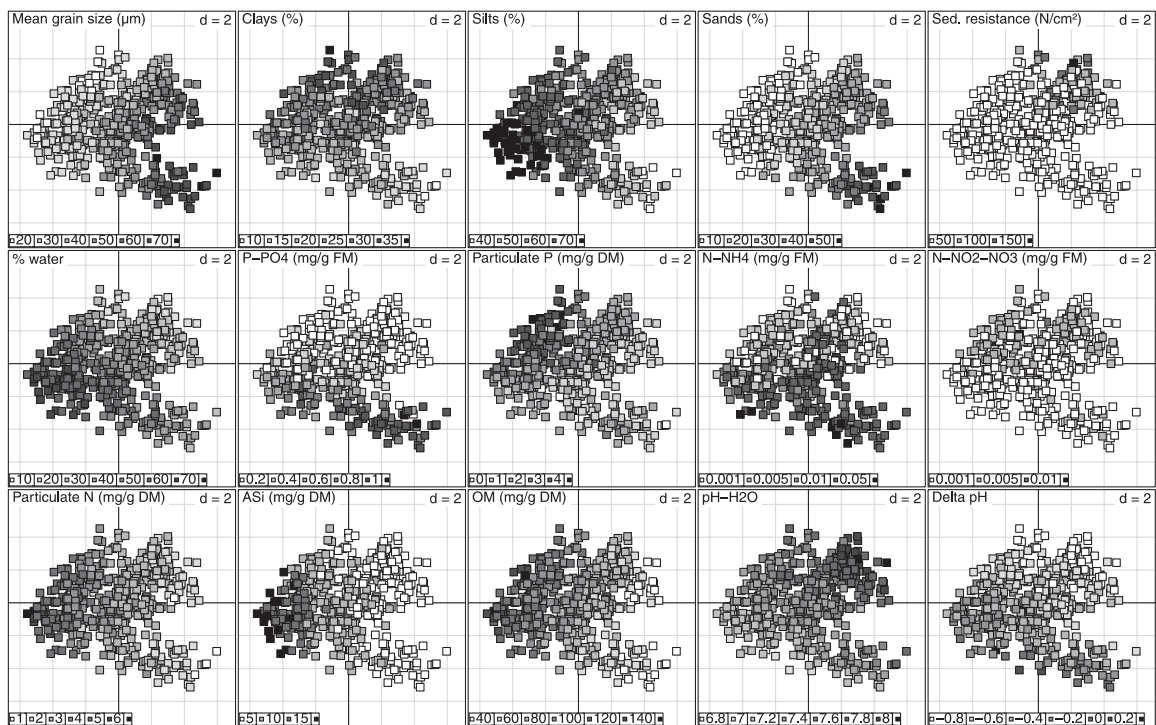 Mean grain size (µm) d = 2
Clays (%) d = 2
Silts (%) d = 2
Sands (%) d = 2
Sed. resistance (N/cm²) d = 2
20 30 40 50 60 70
10 15 20 25 30 35
40 50 60 70
10 20 30 40 50
50 100 150
% water d = 2
P–PO4 (mg/g FM) d = 2
Particulate P (mg/g DM) d = 2
N–NH4 (mg/g FM) d = 2
N–NO2–NO3 (mg/g FM) d = 2
10 20 30 40 50 60 70
0.2 0.4 0.6 0.8 1
0 1 2 3 4
0.001 0.005 0.01 0.05
0.001 0.005 0.01
Particulate N (mg/g DM) d = 2
ASi (mg/g DM) d = 2
OM (mg/g DM) d = 2
pH–H2O d = 2
Delta pH d = 2
1 2 3 4 5 6
5 10 15
40 60 80 100 120 140
6.8 7 7.2 7.4 7.6 7.8 8
−0.8 −0.6 −0.4 −0.2 0 0.2